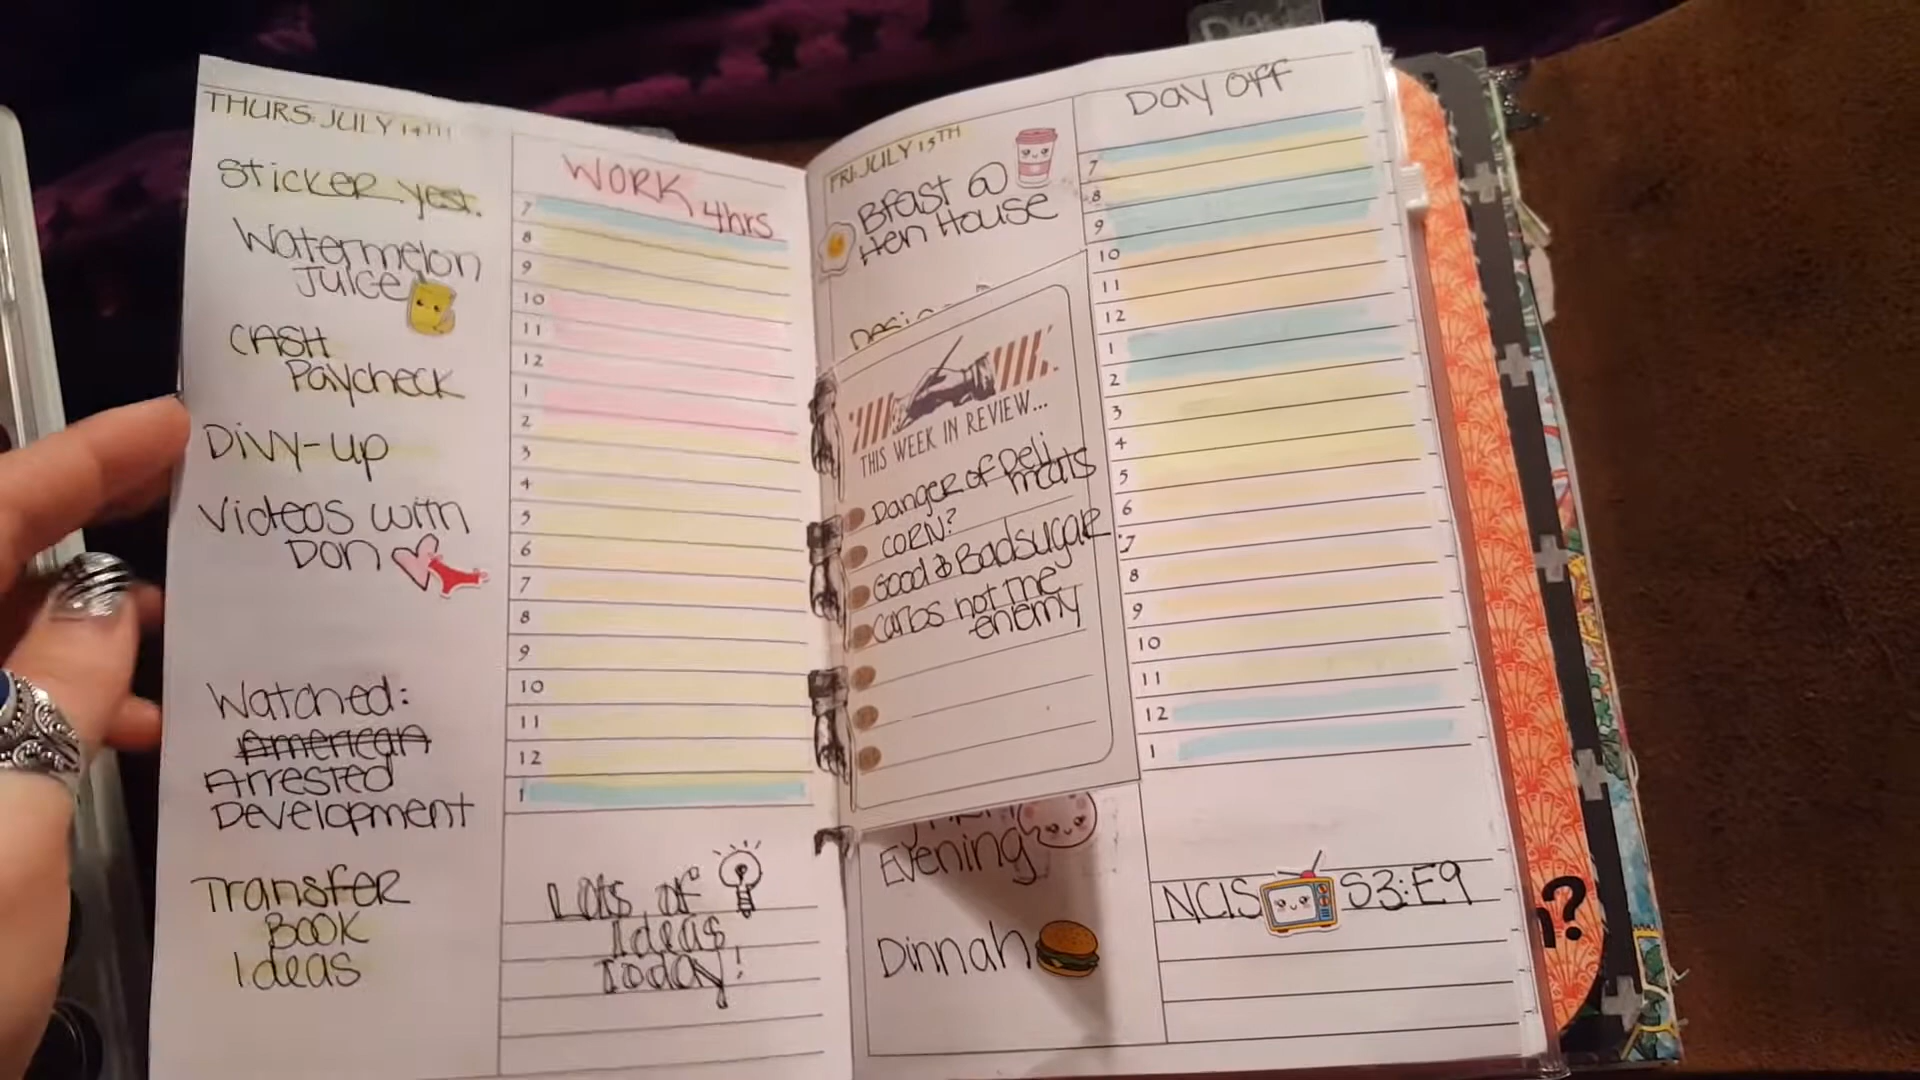 THURS: JULY 14TH
Sticker yest.
Watermelon
Juice
CASH
Paycheck
Divy-up
Videos with
Don
Watched:
American
Arrested
Development
Transfer
BOOK
Ideas
WORK
4hrs
7
8
9
10
11
12
1
2
3
4
5
6
7
8
9
10
11
12
1
Lots of
Ideas
Today!
FRI: JULY 15TH
Bfast @
Hen House
THIS WEEK IN REVIEW...
Danger of Deli
meats
CORN?
Good & Bad sugar
Carbs not the
enemy
Evening
Dinnah
Day Off
7
8
9
10
11
12
1
2
3
4
5
6
7
8
9
10
11
12
1
NCIS S3:E9
?